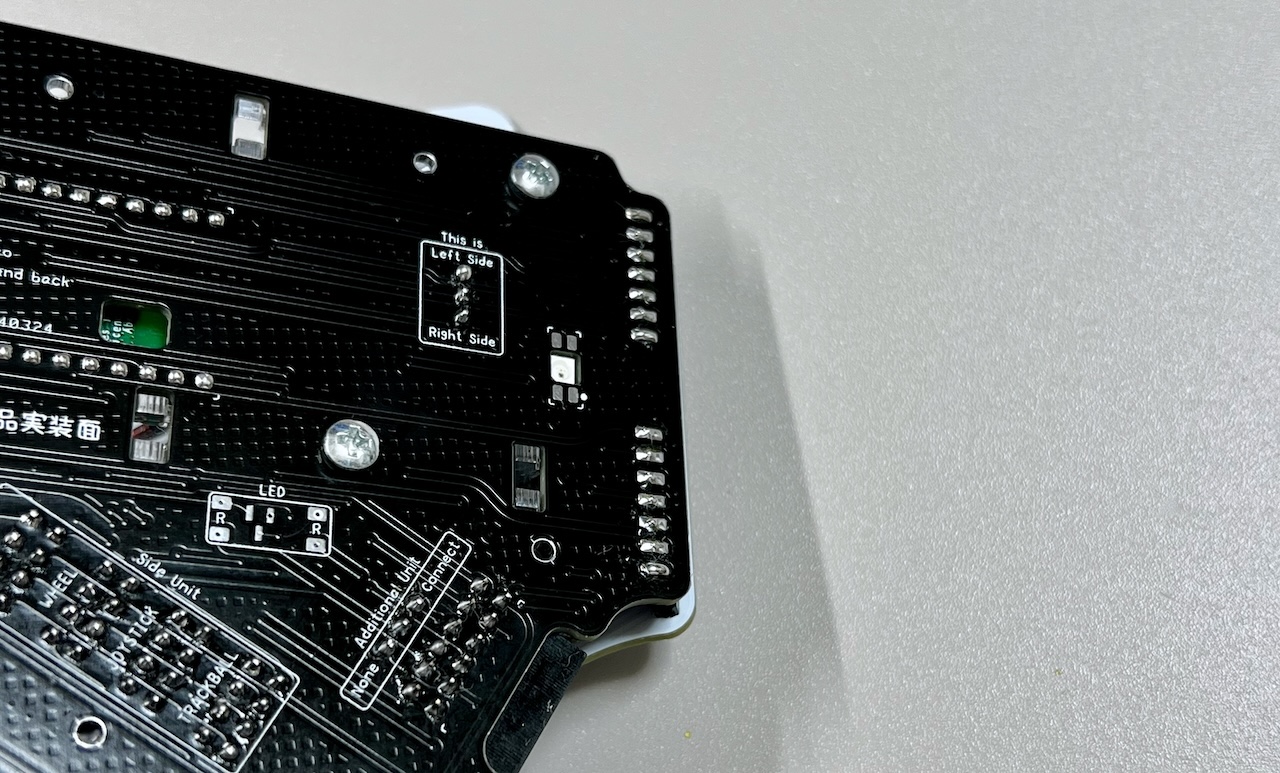 This is
Left Side
Right Side
nd back
40324
品実装面
LED
R
R
Side Unit
WHEEL
JOYSTICK
TRACKBALL
Additional Unit
None
Connect